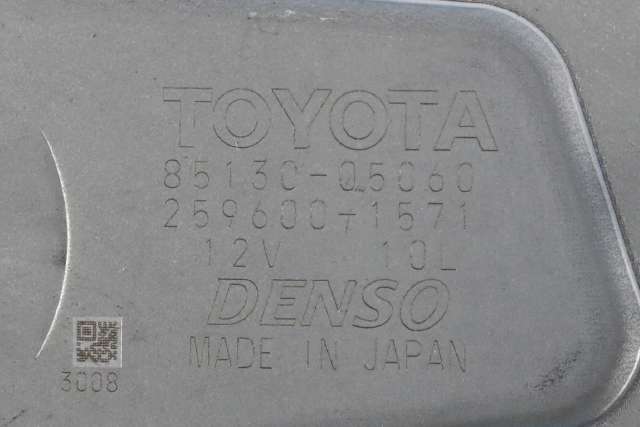 TOYOTA
85130-05060
259600-1571
12V 10L
DENSO
MADE IN JAPAN
3008